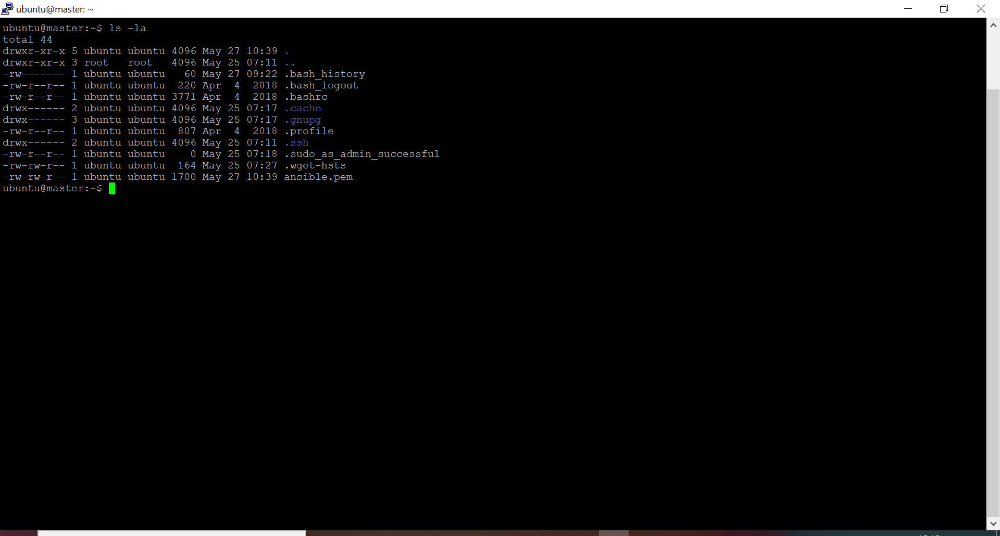 ubuntu@master: ~
ubuntu@master:~$ ls -la
total 44
drwxr-xr-x 5 ubuntu ubuntu 4096 May 27 10:39 .
drwxr-xr-x 3 root   root   4096 May 25 07:11 ..
-rw------- 1 ubuntu ubuntu   60 May 27 09:22 .bash_history
-rw-r--r-- 1 ubuntu ubuntu  220 Apr  4  2018 .bash_logout
-rw-r--r-- 1 ubuntu ubuntu 3771 Apr  4  2018 .bashrc
drwx------ 2 ubuntu ubuntu 4096 May 25 07:17 .cache
drwx------ 3 ubuntu ubuntu 4096 May 25 07:17 .gnupg
-rw-r--r-- 1 ubuntu ubuntu  807 Apr  4  2018 .profile
drwx------ 2 ubuntu ubuntu 4096 May 25 07:11 .ssh
-rw-r--r-- 1 ubuntu ubuntu    0 May 25 07:18 .sudo_as_admin_successful
-rw-rw-r-- 1 ubuntu ubuntu  164 May 25 07:27 .wget-hsts
-rw-rw-r-- 1 ubuntu ubuntu 1700 May 27 10:39 ansible.pem
ubuntu@master:~$